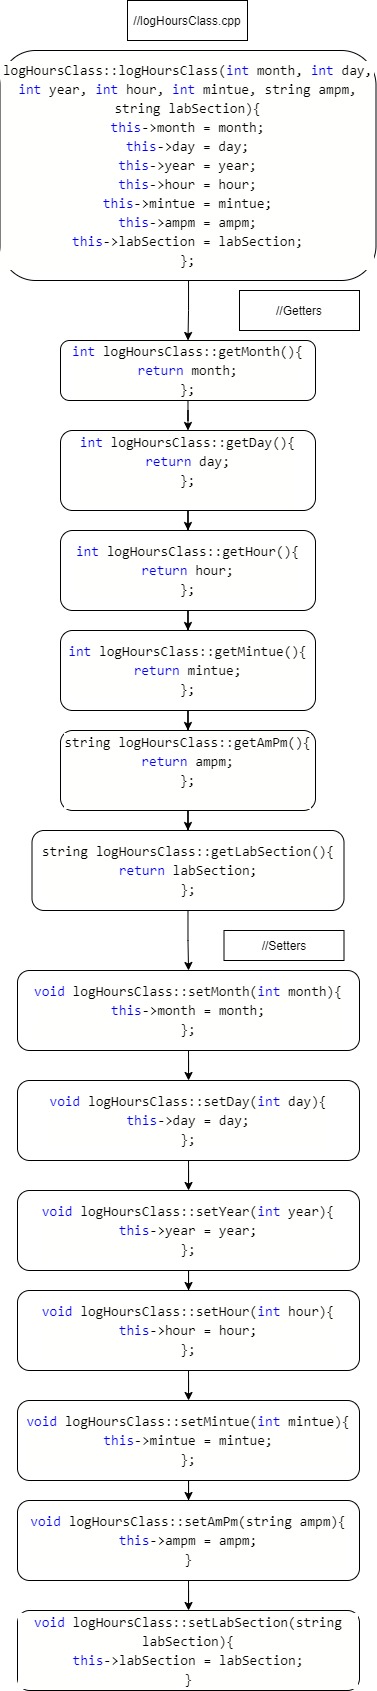 //logHoursClass.cpp
logHoursClass::logHoursClass(int month, int day,
int year, int hour, int mintue, string ampm,
string labSection){
this->month = month;
this->day = day;
this->year = year;
this->hour = hour;
this->mintue = mintue;
this->ampm = ampm;
this->labSection = labSection;
};
//Getters
int logHoursClass::getMonth(){
return month;
};
int logHoursClass::getDay(){
return day;
};
int logHoursClass::getHour(){
return hour;
};
int logHoursClass::getMintue(){
return mintue;
};
string logHoursClass::getAmPm(){
return ampm;
};
string logHoursClass::getLabSection(){
return labSection;
};
//Setters
void logHoursClass::setMonth(int month){
this->month = month;
};
void logHoursClass::setDay(int day){
this->day = day;
};
void logHoursClass::setYear(int year){
this->year = year;
};
void logHoursClass::setHour(int hour){
this->hour = hour;
};
void logHoursClass::setMintue(int mintue){
this->mintue = mintue;
};
void logHoursClass::setAmPm(string ampm){
this->ampm = ampm;
}
void logHoursClass::setLabSection(string
labSection){
this->labSection = labSection;
}